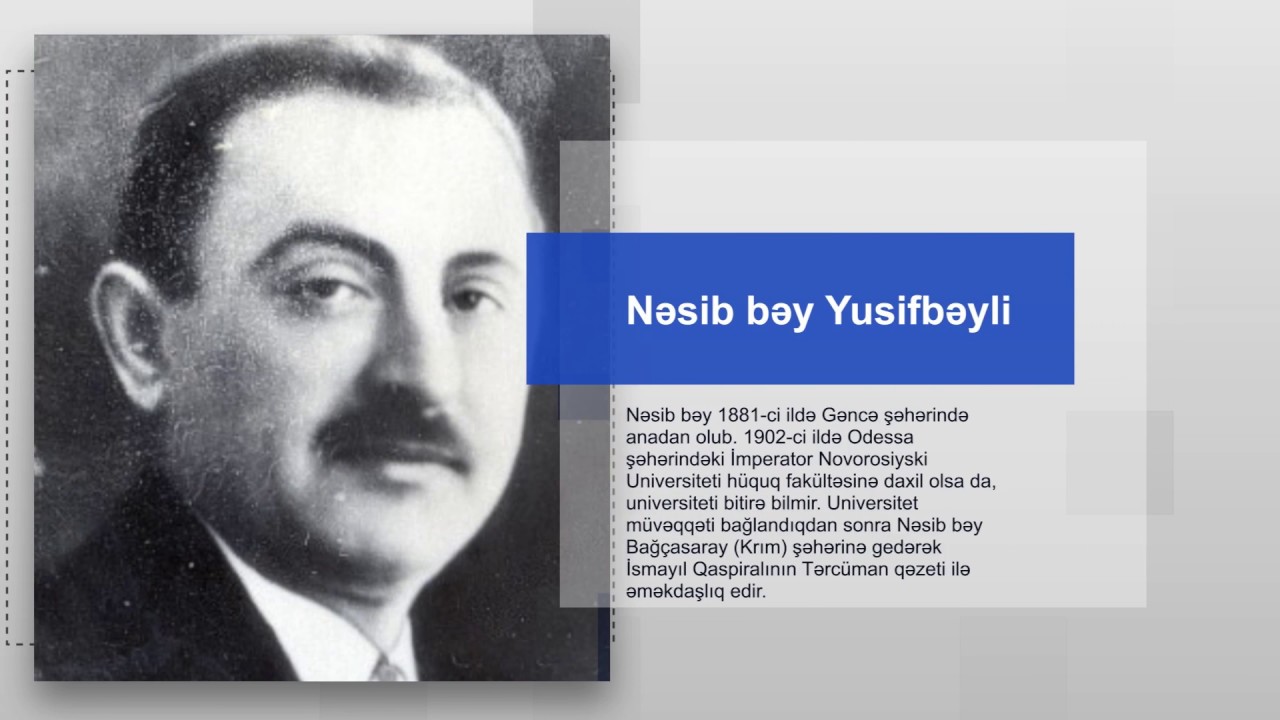 Nəsib bəy Yusifbəyli
Nəsib bəy 1881-ci ildə Gəncə şəhərində
anadan olub. 1902-ci ildə Odessa
şəhərindəki İmperator Novorosiyski
Universiteti hüquq fakültəsinə daxil olsa da,
universiteti bitirə bilmir. Universitet
müvəqqəti bağlandıqdan sonra Nəsib bəy
Bağçasaray (Krım) şəhərinə gedərək
İsmayıl Qaspiralının Tərcüman qəzeti ilə
əməkdaşlıq edir.